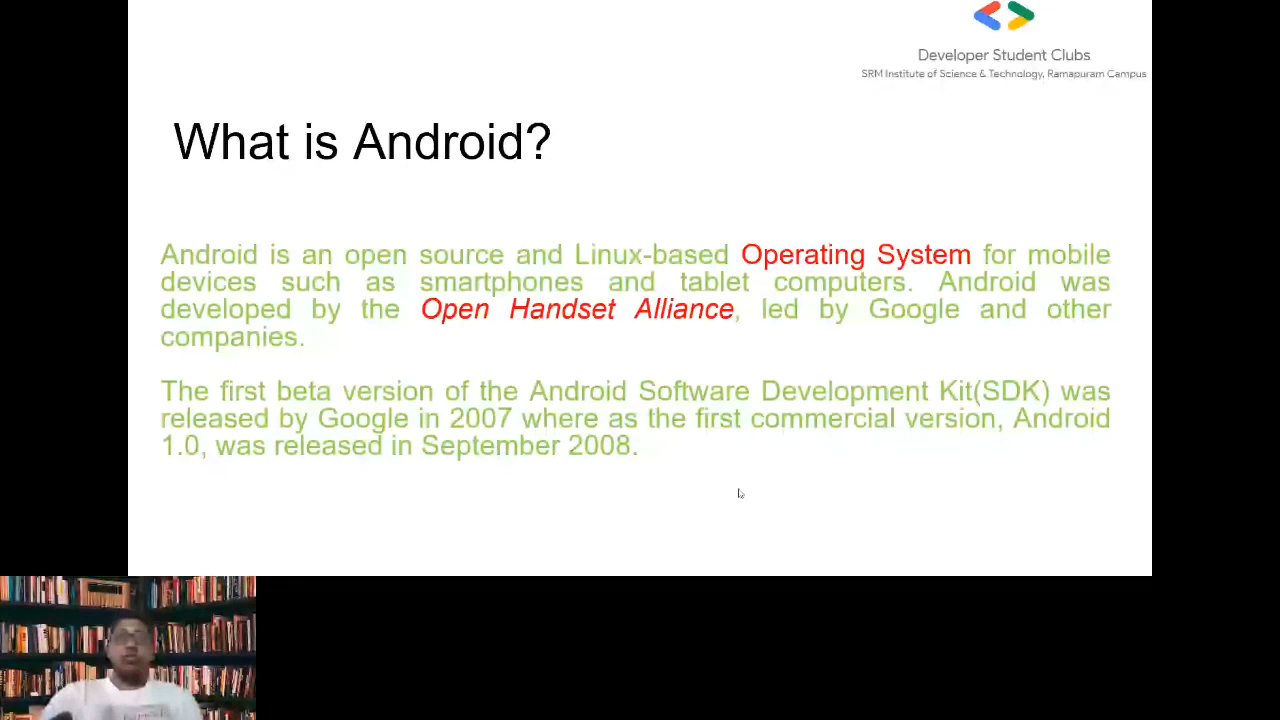 Developer Student Clubs
SRM Institute of Science & Technology, Ramapuram Campus
What is Android?
Android is an open source and Linux-based Operating System for mobile
devices such as smartphones and tablet computers. Android was
developed by the Open Handset Alliance, led by Google and other
companies.
The first beta version of the Android Software Development Kit(SDK) was
released by Google in 2007 where as the first commercial version, Android
1.0, was released in September 2008.